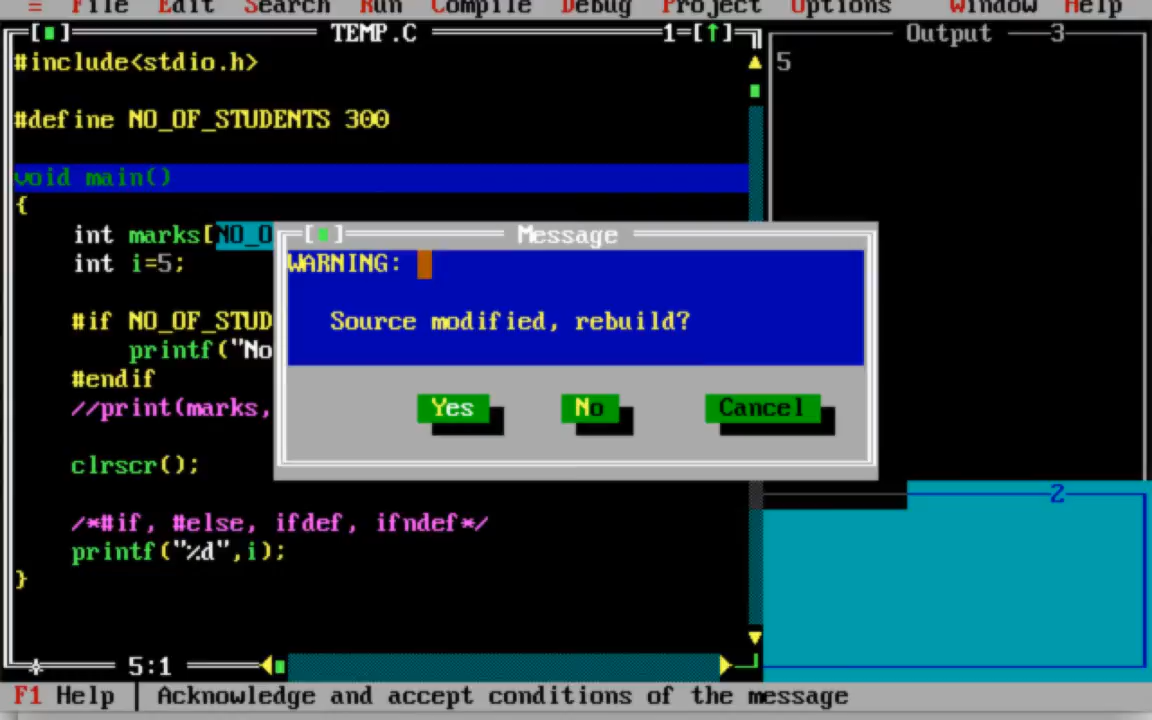 ≡ File Edit Search Run Compile Debug Project Options Window Help
[■] TEMP.C 1=[↑]
Output 3
#include<stdio.h>
5
#define NO_OF_STUDENTS 300
void main()
{
int marks[NO_O
int i=5;
#if NO_OF_STUD
printf("No
#endif
//print(marks,
clrscr();
/*#if, #else, ifdef, ifndef*/
printf("%d",i);
}
5:1
[■] Message
WARNING:
Source modified, rebuild?
Yes No Cancel
2
F1 Help │ Acknowledge and accept conditions of the message